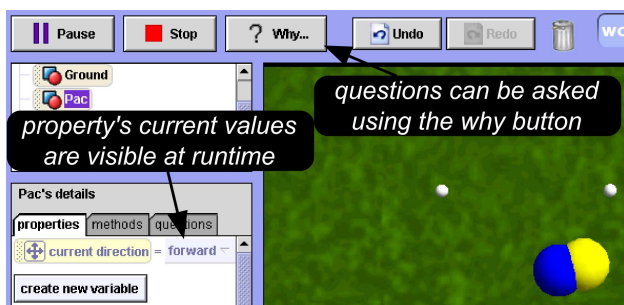 Pause Stop ? Why... Undo Redo wo
Ground
Pac
property's current values
are visible at runtime
questions can be asked
using the why button
Pac's details
properties methods
current direction = forward
create new variable